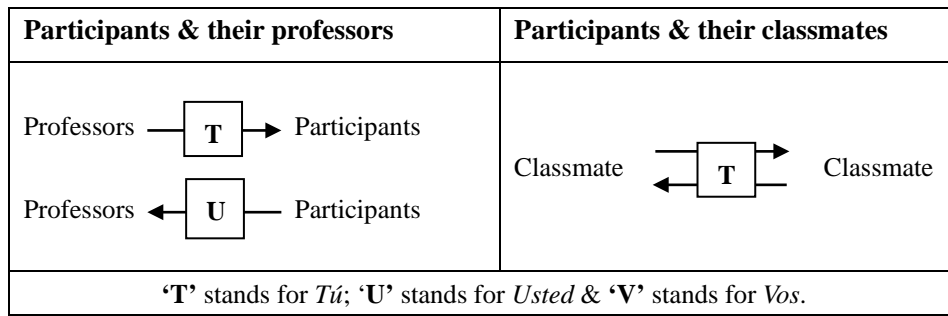 Participants & their professors
Participants & their classmates
Professors T Participants
Professors U Participants
Classmate T Classmate
‘T’ stands for Tú; ‘U’ stands for Usted & ‘V’ stands for Vos.